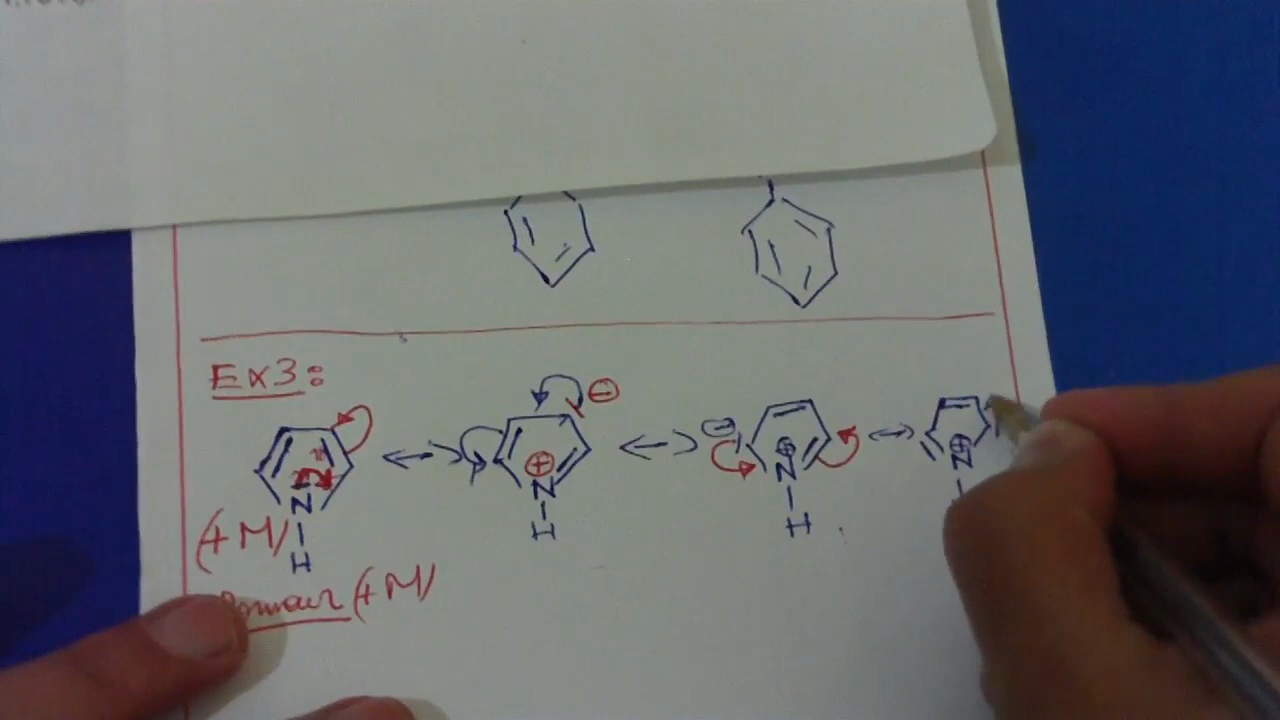 Ex3:
⊖
⊖
⊕ ⊕ ⊕
N N N N
H H H
(+M)
(+M)